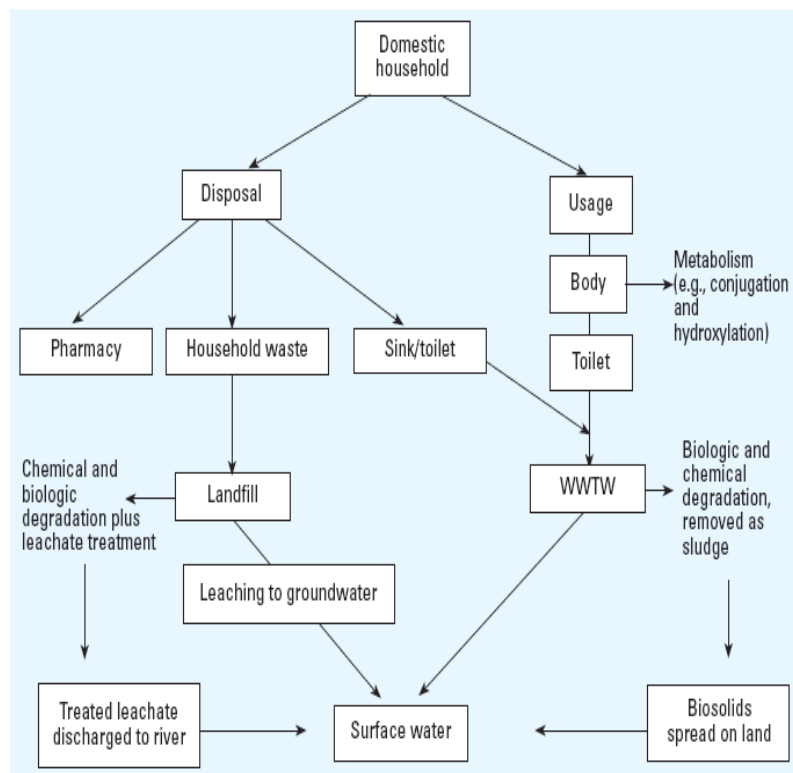 Domestic
household
Disposal
Usage
Body
Metabolism
(e.g., conjugation
and
hydroxylation)
Pharmacy
Household waste
Sink/toilet
Toilet
Chemical and
biologic
degradation plus
leachate treatment
Landfill
WWTW
Biologic and
chemical
degradation,
removed as
sludge
Leaching to groundwater
Treated leachate
discharged to river
Surface water
Biosolids
spread on land